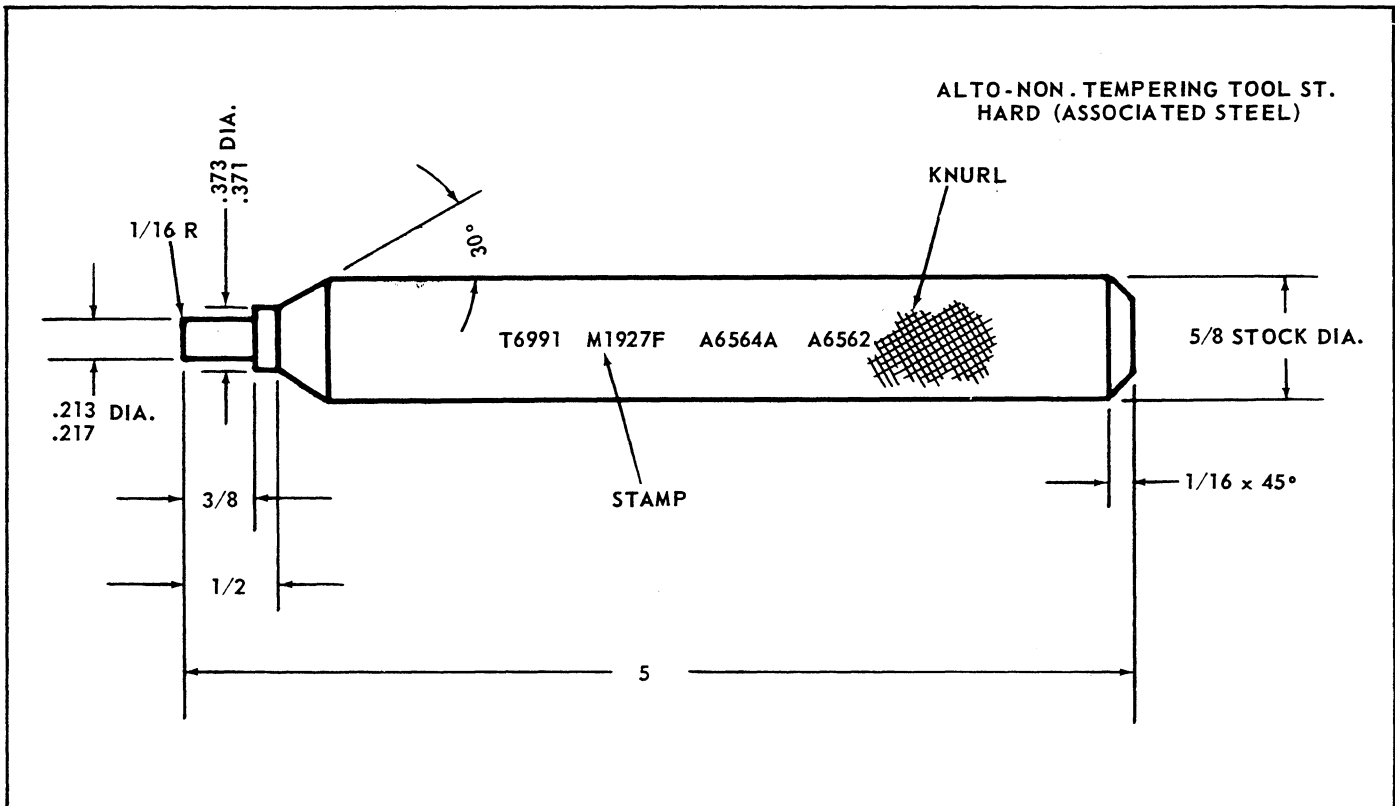 ALTO-NON. TEMPERING TOOL ST.
HARD (ASSOCIATED STEEL)
.373 DIA.
.371
KNURL
1/16 R
30°
T6991 M1927F A6564A A6562
5/8 STOCK DIA.
.213 DIA.
.217
1/16 x 45°
3/8
STAMP
1/2
5